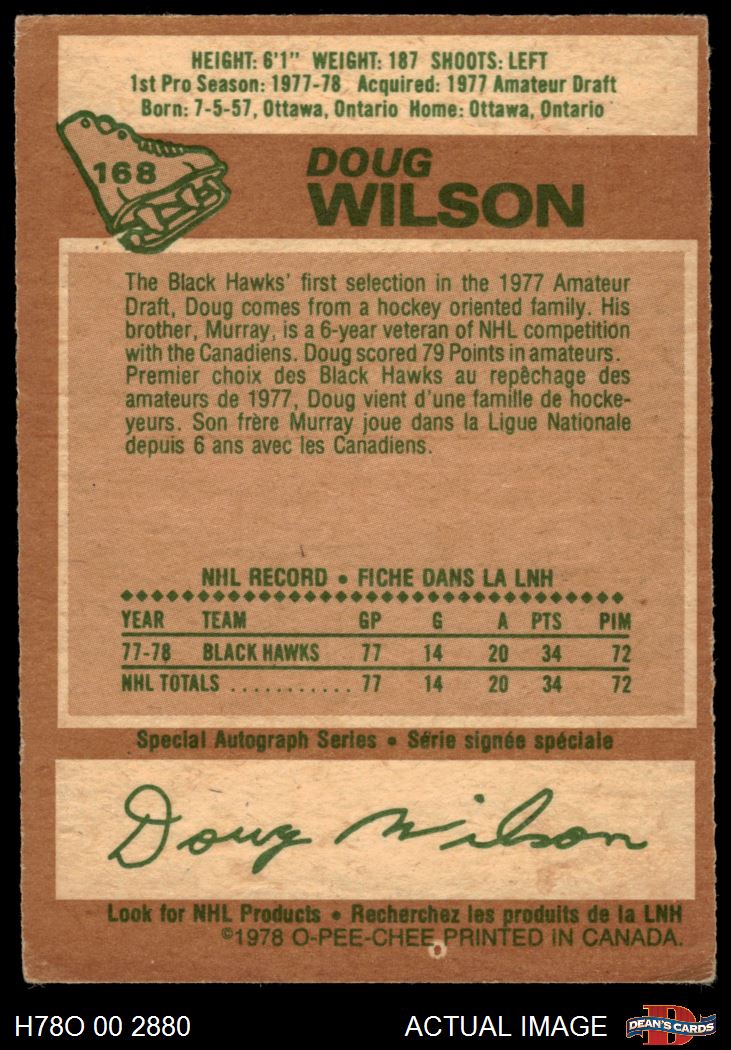 HEIGHT: 6'1" WEIGHT: 187 SHOOTS: LEFT
1st Pro Season: 1977-78 Acquired: 1977 Amateur Draft
Born: 7-5-57, Ottawa, Ontario Home: Ottawa, Ontario
168
DOUG
WILSON
The Black Hawks' first selection in the 1977 Amateur
Draft, Doug comes from a hockey oriented family. His
brother, Murray, is a 6-year veteran of NHL competition
with the Canadiens. Doug scored 79 Points in amateurs.
Premier choix des Black Hawks au repêchage des
amateurs de 1977, Doug vient d'une famille de hocke-
yeurs. Son frère Murray joue dans la Ligue Nationale
depuis 6 ans avec les Canadiens.
NHL RECORD • FICHE DANS LA LNH
YEAR TEAM GP G A PTS PIM
77-78 BLACK HAWKS 77 14 20 34 72
NHL TOTALS ........... 77 14 20 34 72
Special Autograph Series • Série signée spéciale
Doug Wilson
Look for NHL Products • Recherchez les produits de la LNH
©1978 O-PEE-CHEE PRINTED IN CANADA.
H78O 00 2880 ACTUAL IMAGE DEAN'S CARDS